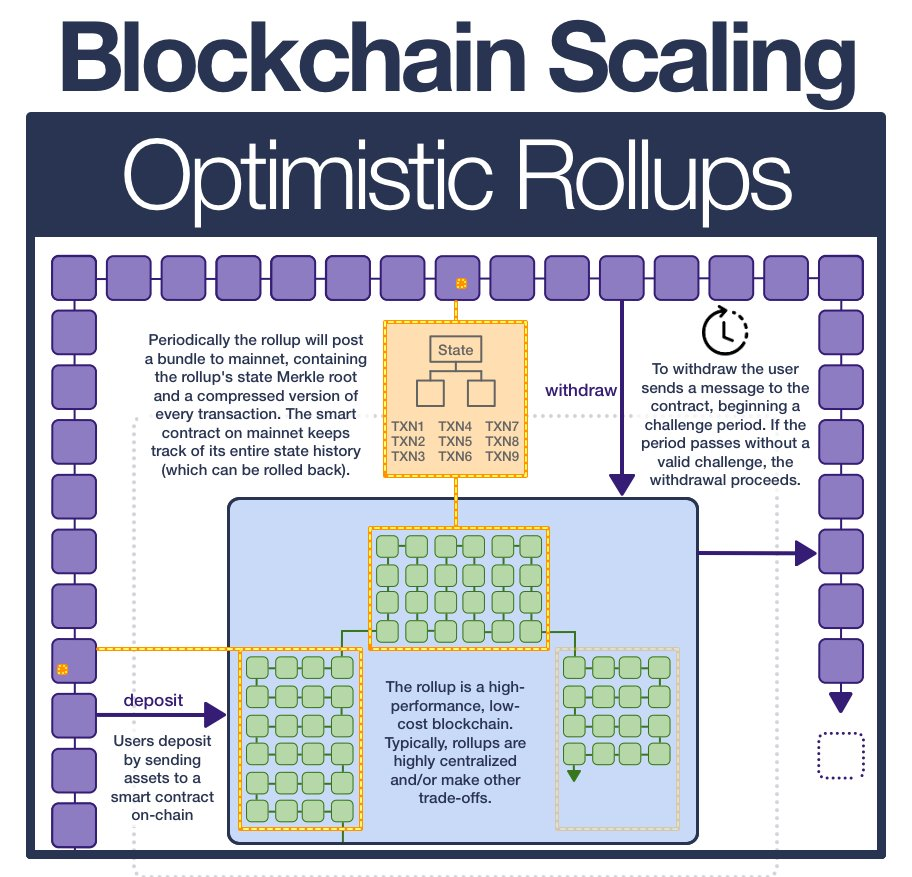 Blockchain Scaling
Optimistic Rollups
Periodically the rollup will post
a bundle to mainnet, containing
the rollup's state Merkle root
and a compressed version of
every transaction. The smart
contract on mainnet keeps
track of its entire state history
(which can be rolled back).
State
TXN1 TXN4 TXN7
TXN2 TXN5 TXN8
TXN3 TXN6 TXN9
withdraw
To withdraw the user
sends a message to the
contract, beginning a
challenge period. If the
period passes without a
valid challenge, the
withdrawal proceeds.
deposit
Users deposit
by sending
assets to a
smart contract
on-chain
The rollup is a high-
performance, low-
cost blockchain.
Typically, rollups are
highly centralized
and/or make other
trade-offs.